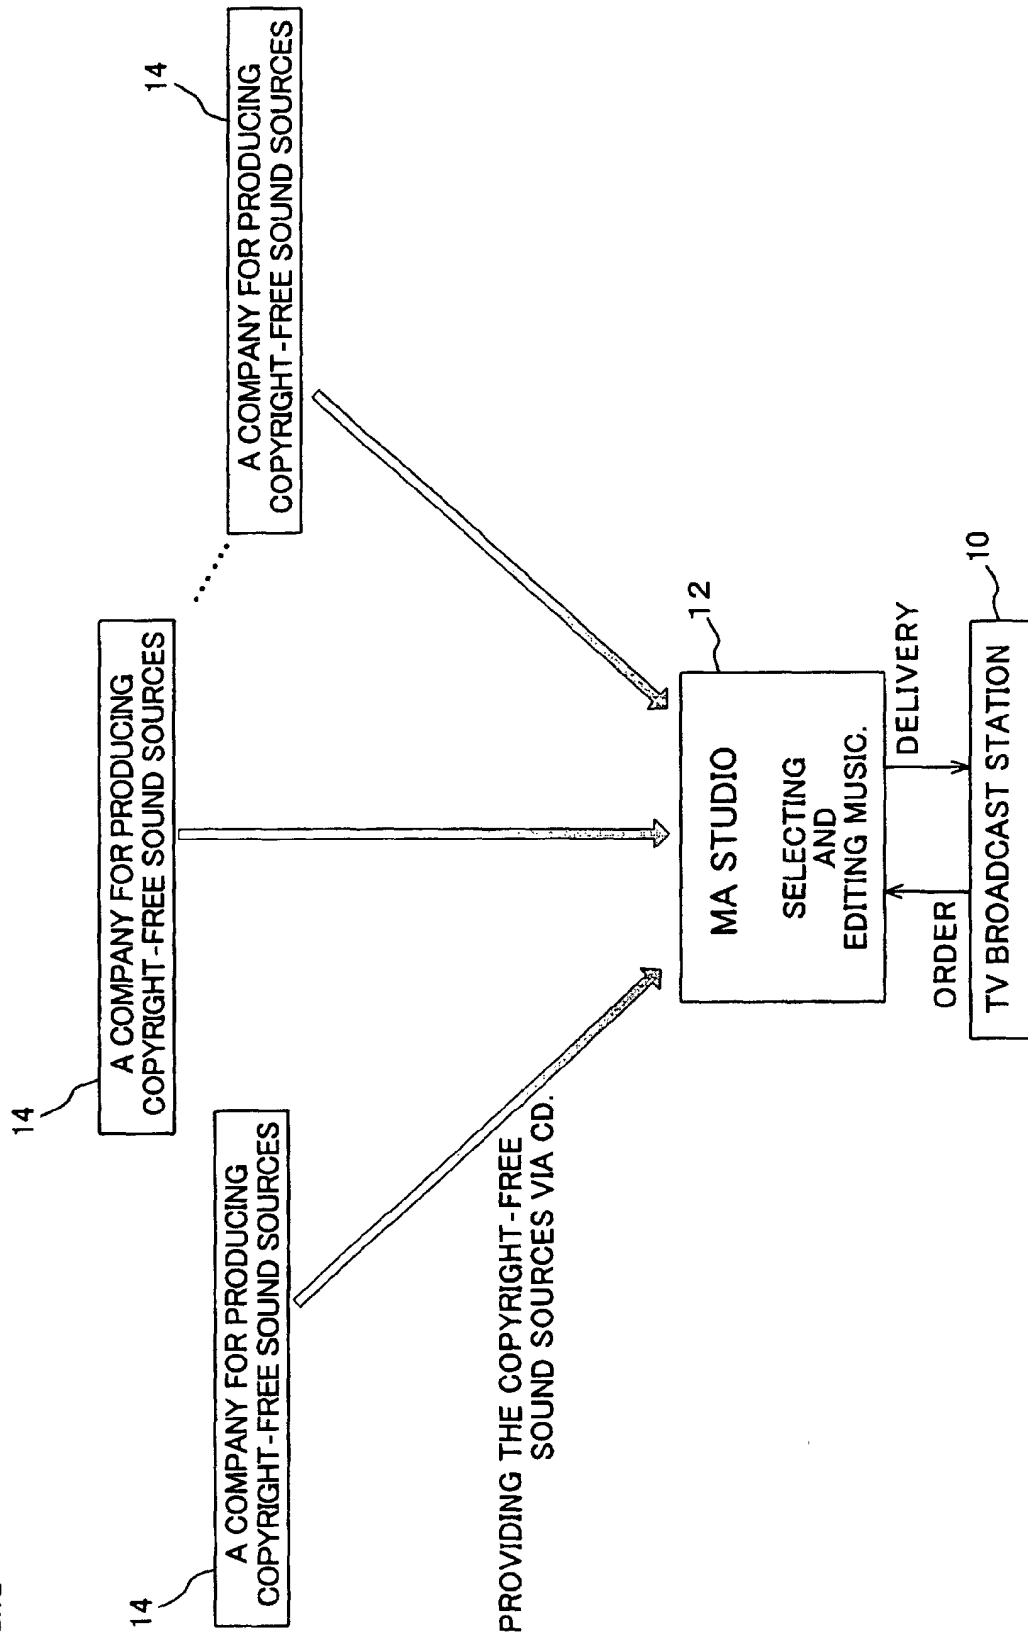 14
A COMPANY FOR PRODUCING
COPYRIGHT-FREE SOUND SOURCES
14
A COMPANY FOR PRODUCING
COPYRIGHT-FREE SOUND SOURCES
14
A COMPANY FOR PRODUCING
COPYRIGHT-FREE SOUND SOURCES
PROVIDING THE COPYRIGHT-FREE
SOUND SOURCES VIA CD.
12
MA STUDIO
SELECTING
AND
EDITING MUSIC.
ORDER
DELIVERY
10
TV BROADCAST STATION